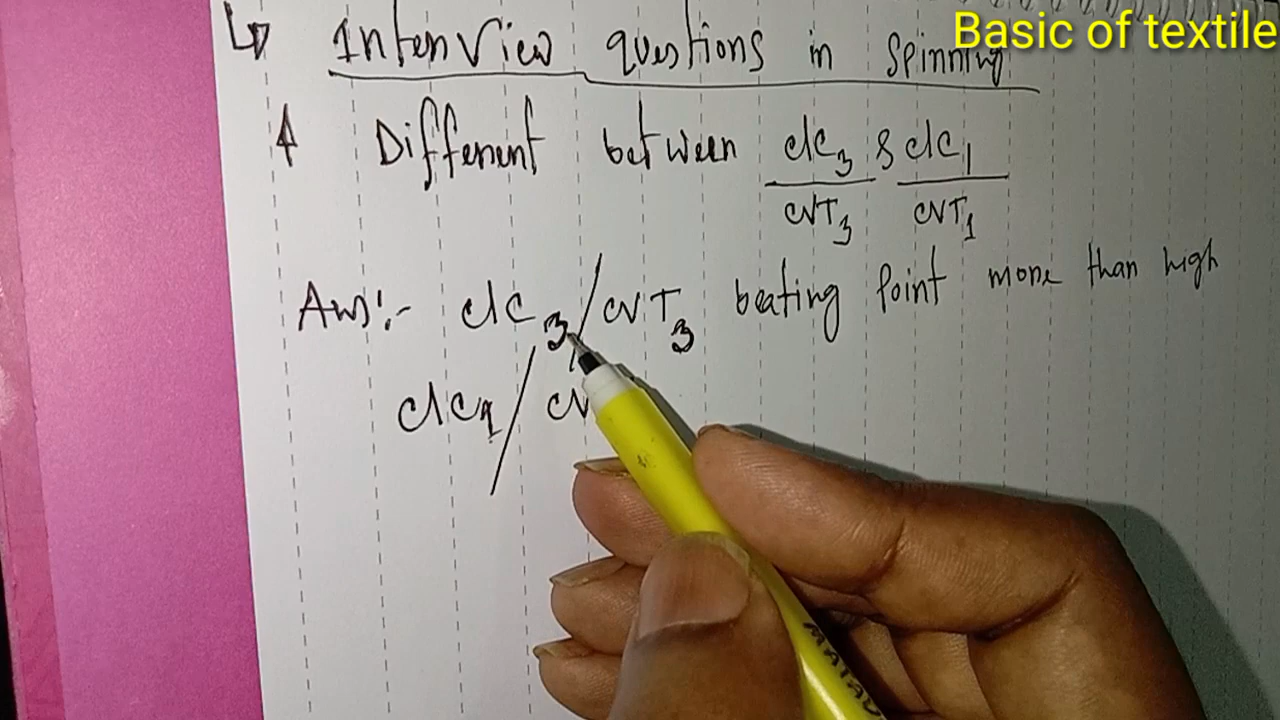 Basic of textile
Interview questions in spinning
Different between clc3 & clc1
CVT3 CVT1
Ans:- clc3/CVT3 beating point more than high
clc1/ CV
MATAD